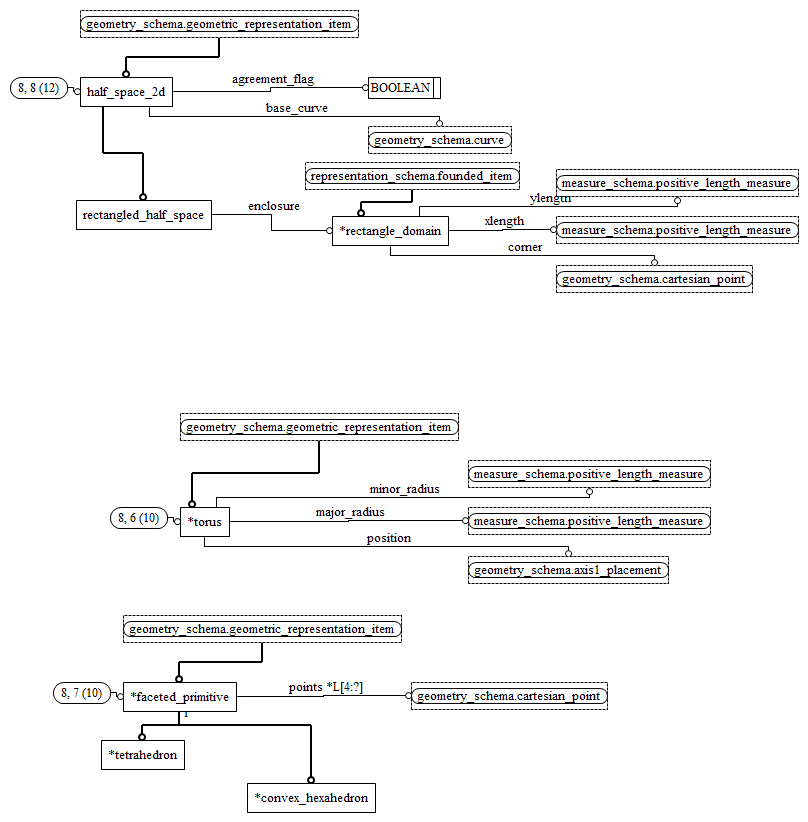 geometry_schema.geometric_representation_item
8, 8 (12)
half_space_2d
agreement_flag
BOOLEAN
base_curve
geometry_schema.curve
representation_schema.founded_item
measure_schema.positive_length_measure
ylength
rectangled_half_space
enclosure
*rectangle_domain
xlength
measure_schema.positive_length_measure
corner
geometry_schema.cartesian_point
geometry_schema.geometric_representation_item
measure_schema.positive_length_measure
minor_radius
8, 6 (10)
*torus
major_radius
measure_schema.positive_length_measure
position
geometry_schema.axis1_placement
geometry_schema.geometric_representation_item
8, 7 (10)
*faceted_primitive
points *L[4:?]
geometry_schema.cartesian_point
1
*tetrahedron
*convex_hexahedron